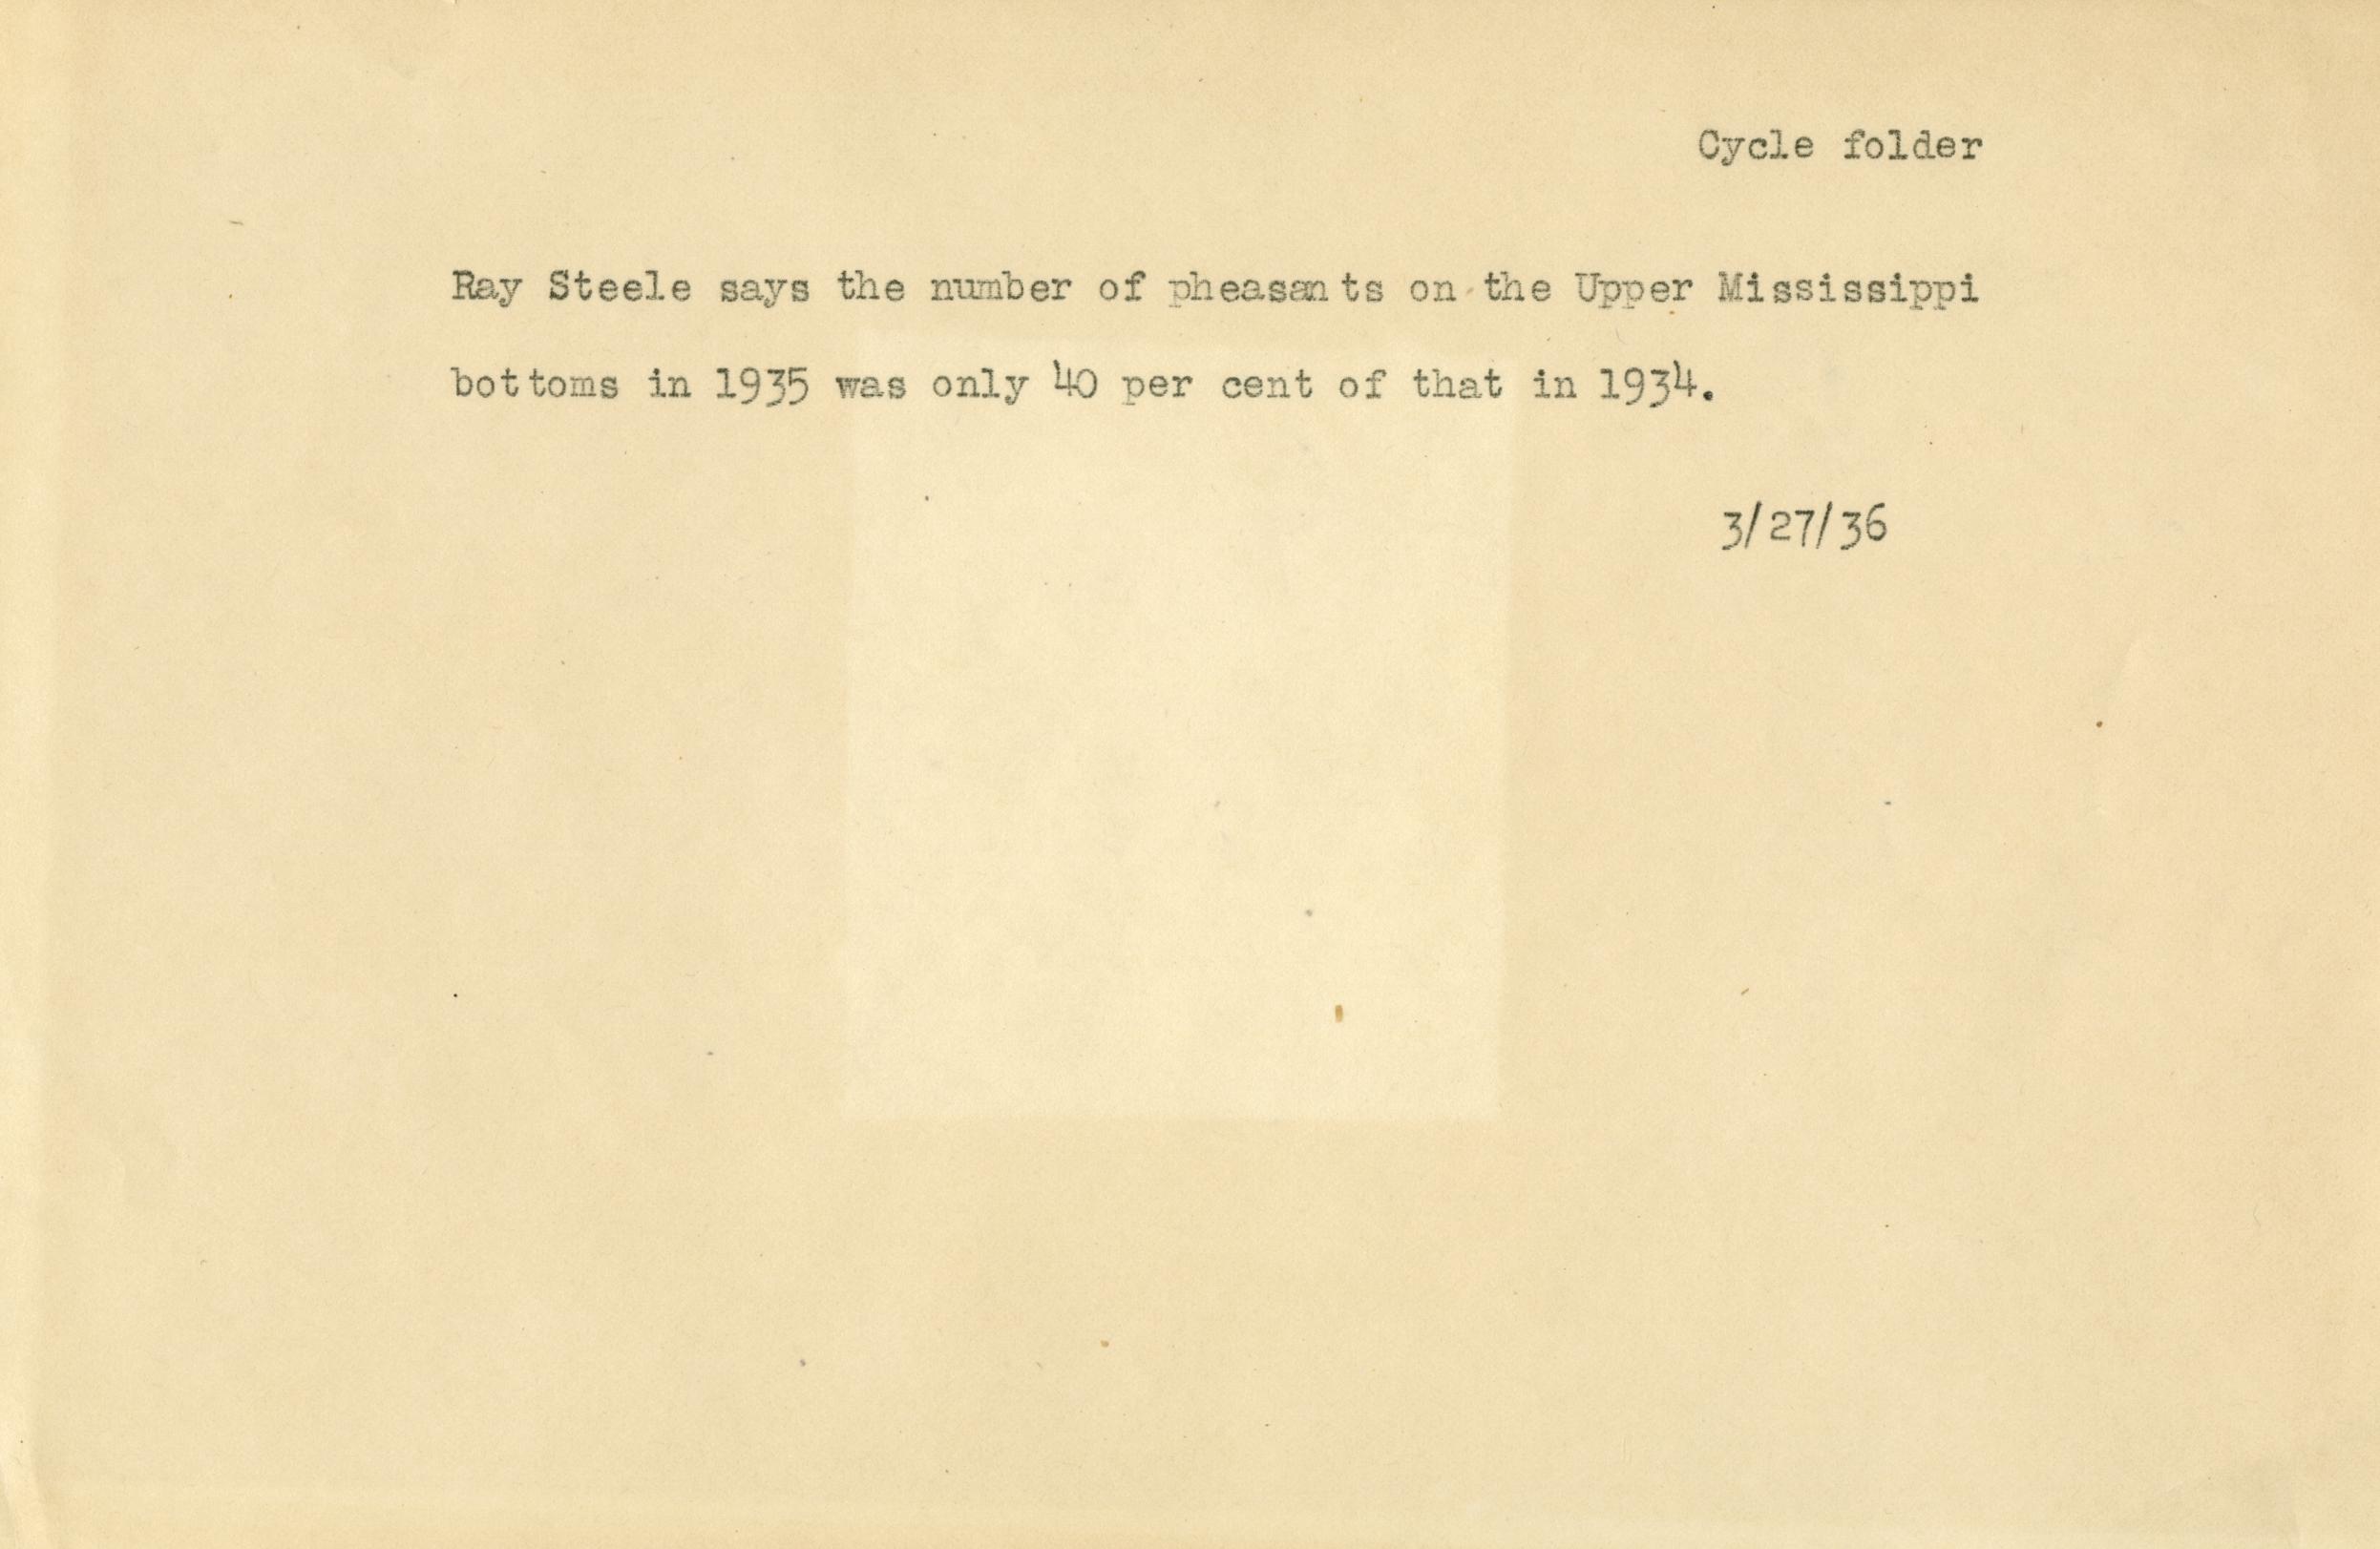 Cycle folder
Ray Steele says the number of pheasants on the Upper Mississippi
bottoms in 1935 was only 40 per cent of that in 1934.
3/27/36